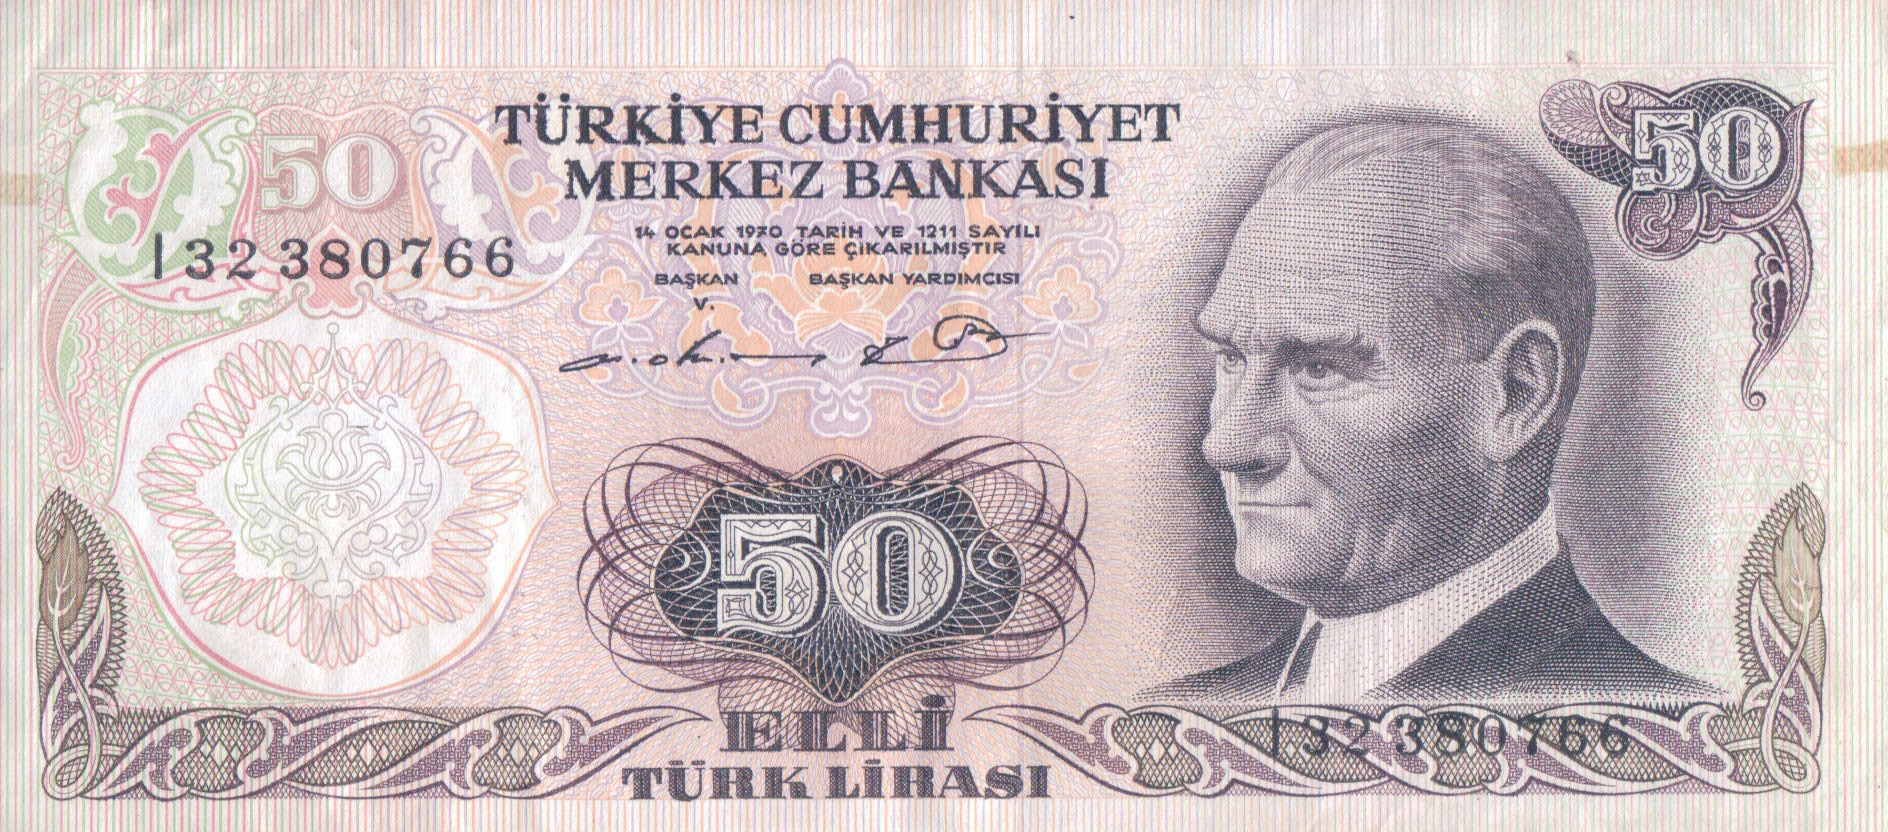 50
50
TÜRKİYE CUMHURİYET
MERKEZ BANKASI
14 OCAK 1970 TARİH VE 1211 SAYILI
KANUNA GÖRE ÇIKARILMIŞTIR
BAŞKAN BAŞKAN YARDIMCISI
V.
I32 380766
50
ELLİ
TÜRK LİRASI
I32 380766